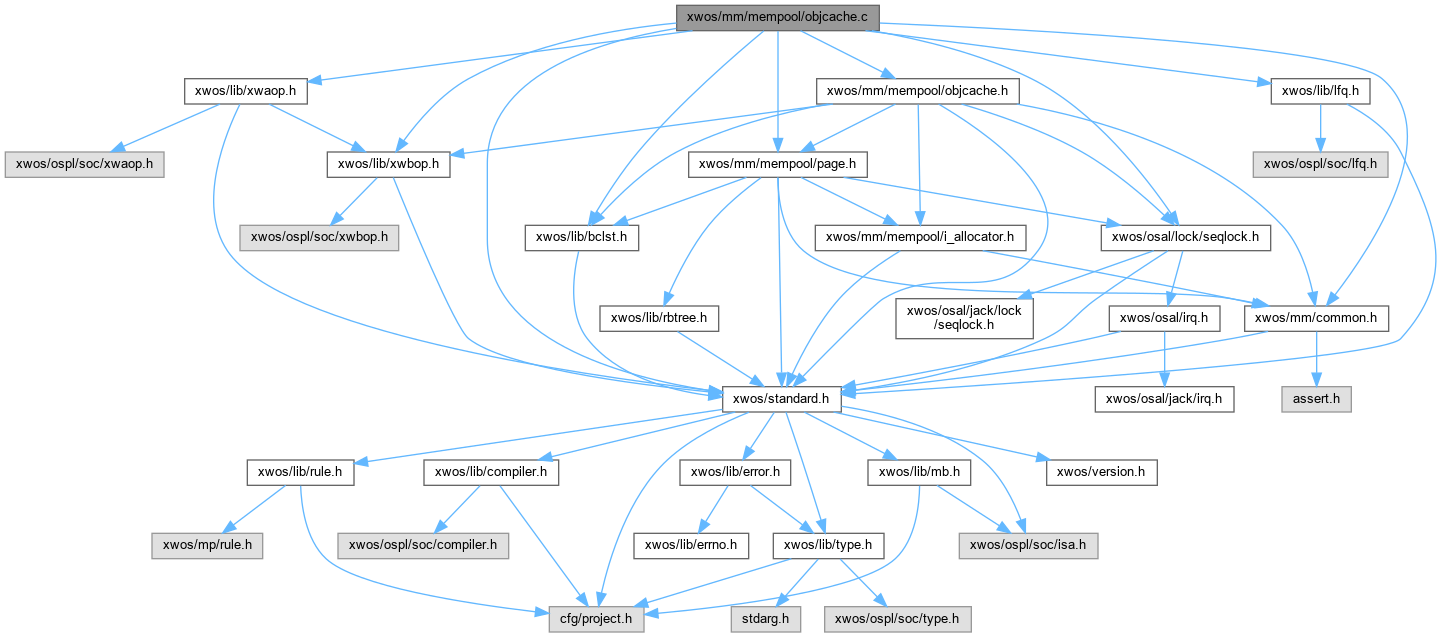 xwos/mm/mempool/objcache.c
xwos/lib/xwaop.h
xwos/mm/mempool/objcache.h
xwos/lib/lfq.h
xwos/ospl/soc/xwaop.h
xwos/lib/xwbop.h
xwos/mm/mempool/page.h
xwos/ospl/soc/lfq.h
xwos/ospl/soc/xwbop.h
xwos/lib/bclst.h
xwos/mm/mempool/i_allocator.h
xwos/osal/lock/seqlock.h
xwos/lib/rbtree.h
xwos/osal/jack/lock
/seqlock.h
xwos/osal/irq.h
xwos/mm/common.h
xwos/standard.h
xwos/osal/jack/irq.h
assert.h
xwos/lib/rule.h
xwos/lib/compiler.h
xwos/lib/error.h
xwos/lib/mb.h
xwos/version.h
xwos/mp/rule.h
xwos/ospl/soc/compiler.h
xwos/lib/errno.h
xwos/lib/type.h
xwos/ospl/soc/isa.h
cfg/project.h
stdarg.h
xwos/ospl/soc/type.h